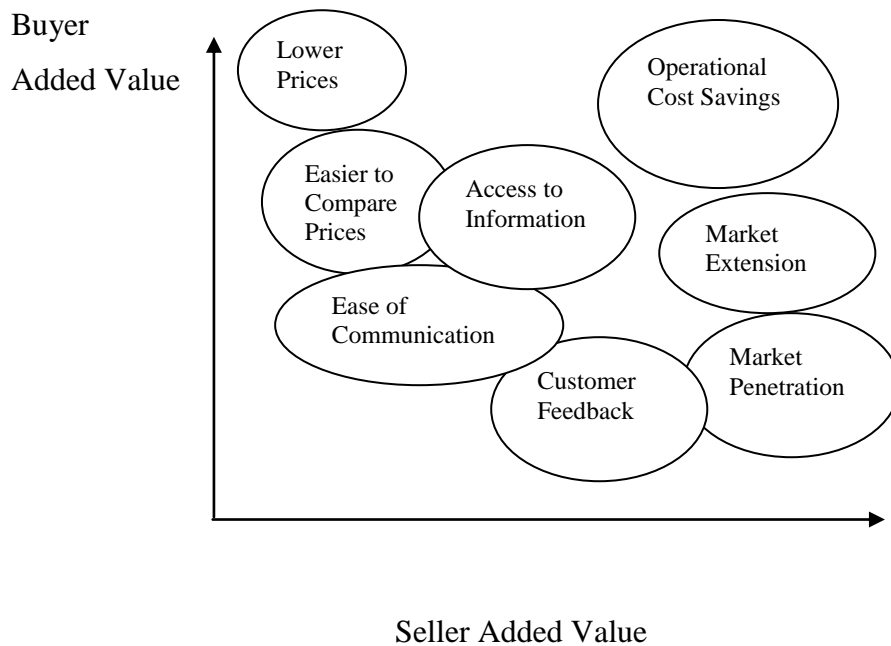 Buyer
Added Value
Lower
Prices
Operational
Cost Savings
Easier to
Compare
Prices
Access to
Information
Market
Extension
Ease of
Communication
Customer
Feedback
Market
Penetration
Seller Added Value